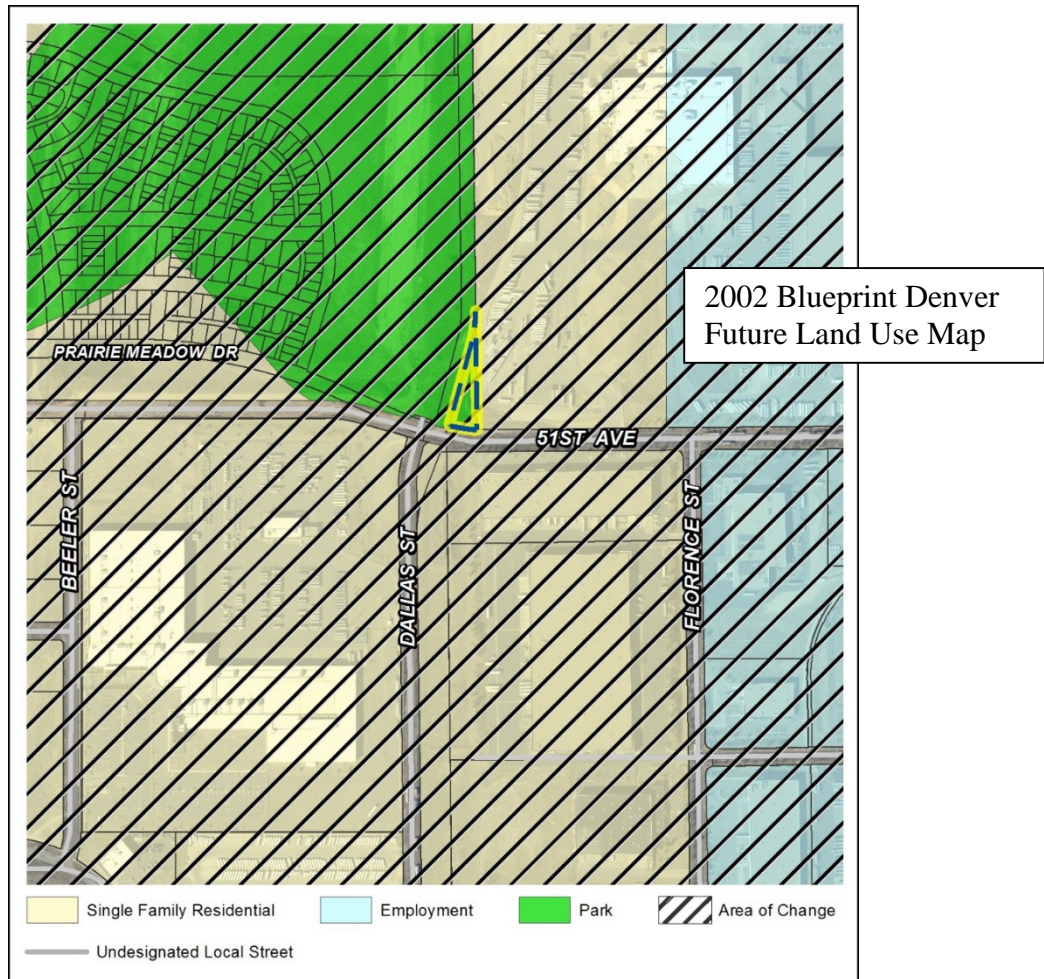 2002 Blueprint Denver
Future Land Use Map
PRAIRIE MEADOW DR
51ST AVE
BEELER ST
DALLAS ST
FLORENCE ST
Single Family Residential
Employment
Park
Area of Change
Undesignated Local Street